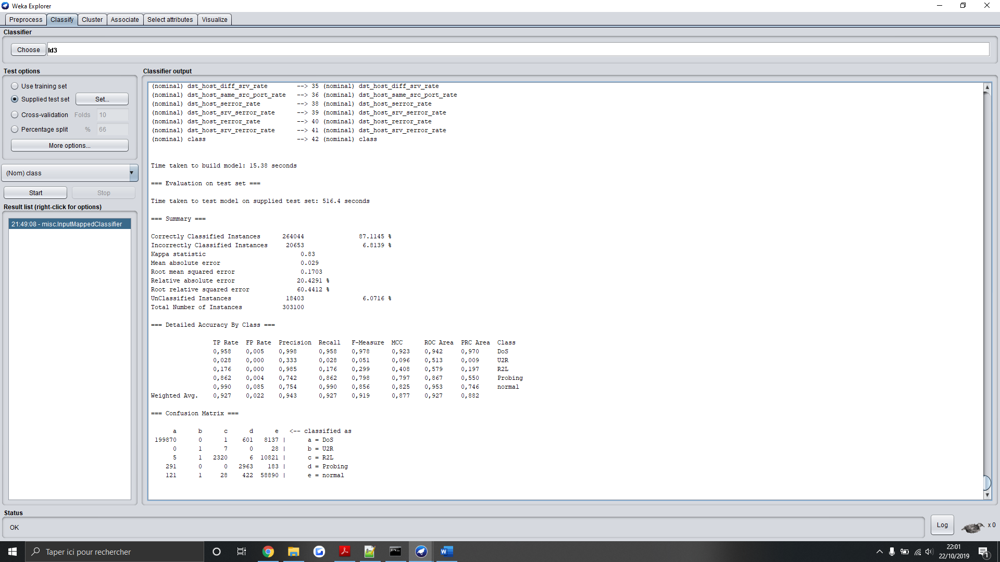 Weka Explorer
Preprocess Classify Cluster Associate Select attributes Visualize
Classifier
Choose Id3
Test options
Use training set
Supplied test set Set...
Cross-validation Folds 10
Percentage split % 66
More options...
(Nom) class
Start Stop
Result list (right-click for options)
21:49:08 - misc.InputMappedClassifier
Classifier output
(nominal) dst_host_diff_srv_rate --> 35 (nominal) dst_host_diff_srv_rate
(nominal) dst_host_same_src_port_rate --> 36 (nominal) dst_host_same_src_port_rate
(nominal) dst_host_serror_rate --> 38 (nominal) dst_host_serror_rate
(nominal) dst_host_srv_serror_rate --> 39 (nominal) dst_host_srv_serror_rate
(nominal) dst_host_rerror_rate --> 40 (nominal) dst_host_rerror_rate
(nominal) dst_host_srv_rerror_rate --> 41 (nominal) dst_host_srv_rerror_rate
(nominal) class --> 42 (nominal) class
Time taken to build model: 15.38 seconds
=== Evaluation on test set ===
Time taken to test model on supplied test set: 516.4 seconds
=== Summary ===
Correctly Classified Instances 264044 87.1145 %
Incorrectly Classified Instances 20653 6.8139 %
Kappa statistic 0.83
Mean absolute error 0.029
Root mean squared error 0.1703
Relative absolute error 20.4291 %
Root relative squared error 60.4412 %
UnClassified Instances 18403 6.0716 %
Total Number of Instances 303100
=== Detailed Accuracy By Class ===
TP Rate FP Rate Precision Recall F-Measure MCC ROC Area PRC Area Class
0,958 0,005 0,998 0,958 0,978 0,923 0,942 0,970 DoS
0,028 0,000 0,333 0,028 0,051 0,096 0,513 0,009 U2R
0,176 0,000 0,985 0,176 0,299 0,408 0,579 0,197 R2L
0,862 0,004 0,742 0,862 0,798 0,797 0,867 0,550 Probing
0,990 0,085 0,754 0,990 0,856 0,825 0,953 0,746 normal
Weighted Avg. 0,927 0,022 0,943 0,927 0,919 0,877 0,927 0,882
=== Confusion Matrix ===
a b c d e <-- classified as
199870 0 1 601 8137 | a = DoS
0 1 7 0 28 | b = U2R
5 1 2320 6 10821 | c = R2L
291 0 0 2963 183 | d = Probing
121 1 28 422 58890 | e = normal
Status
OK
Log x 0
Taper ici pour rechercher
22:01
22/10/2019
1